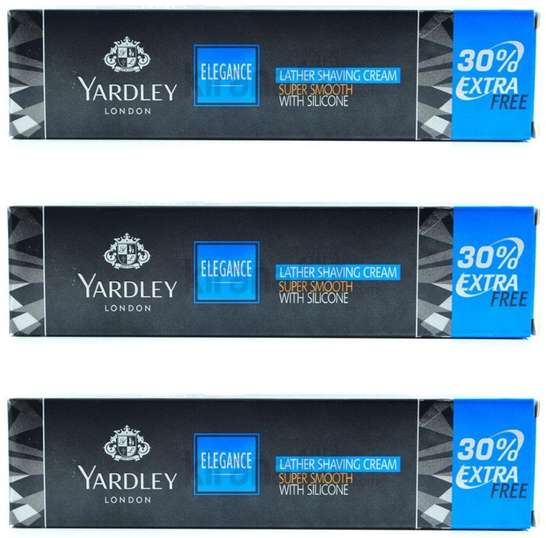 YARDLEY
LONDON
ELEGANCE
LATHER SHAVING CREAM
SUPER SMOOTH
WITH SILICONE
30%
EXTRA
FREE
YARDLEY
LONDON
ELEGANCE
LATHER SHAVING CREAM
SUPER SMOOTH
WITH SILICONE
30%
EXTRA
FREE
YARDLEY
LONDON
ELEGANCE
LATHER SHAVING CREAM
SUPER SMOOTH
WITH SILICONE
30%
EXTRA
FREE